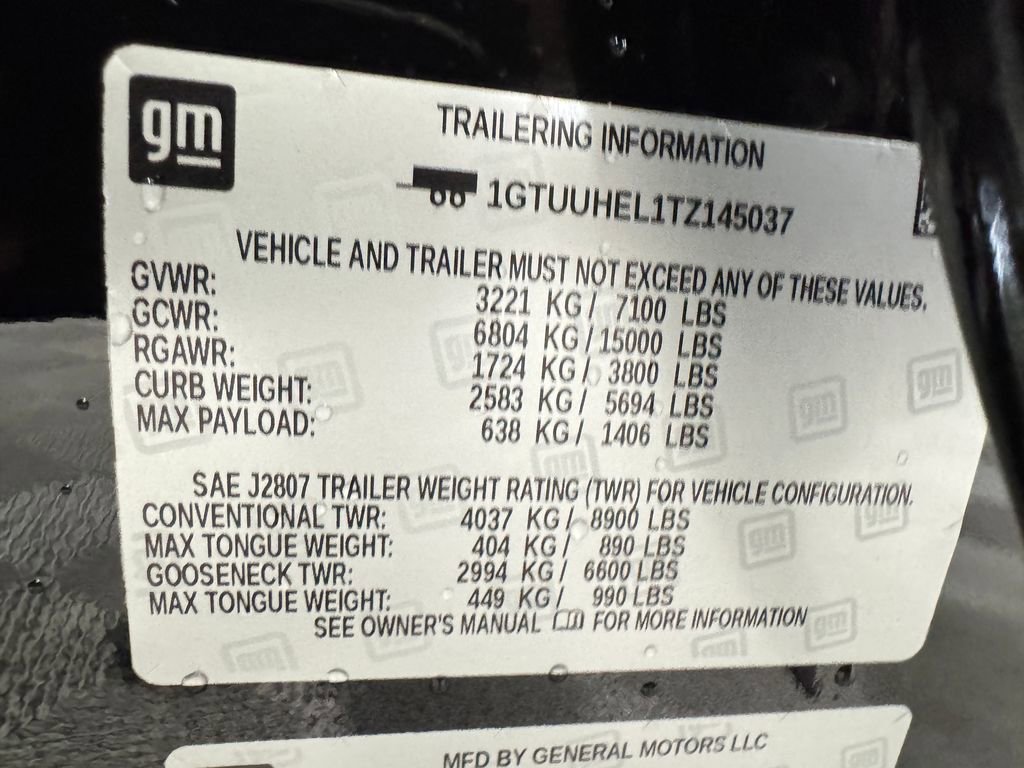 gm
TRAILERING INFORMATION
1GTUUHEL1TZ145037
VEHICLE AND TRAILER MUST NOT EXCEED ANY OF THESE VALUES.
GVWR: 3221 KG / 7100 LBS
GCWR: 6804 KG / 15000 LBS
RGAWR: 1724 KG / 3800 LBS
CURB WEIGHT: 2583 KG / 5694 LBS
MAX PAYLOAD: 638 KG / 1406 LBS
SAE J2807 TRAILER WEIGHT RATING (TWR) FOR VEHICLE CONFIGURATION.
CONVENTIONAL TWR: 4037 KG / 8900 LBS
MAX TONGUE WEIGHT: 404 KG / 890 LBS
GOOSENECK TWR: 2994 KG / 6600 LBS
MAX TONGUE WEIGHT: 449 KG / 990 LBS
SEE OWNER'S MANUAL FOR MORE INFORMATION
MFD BY GENERAL MOTORS LLC